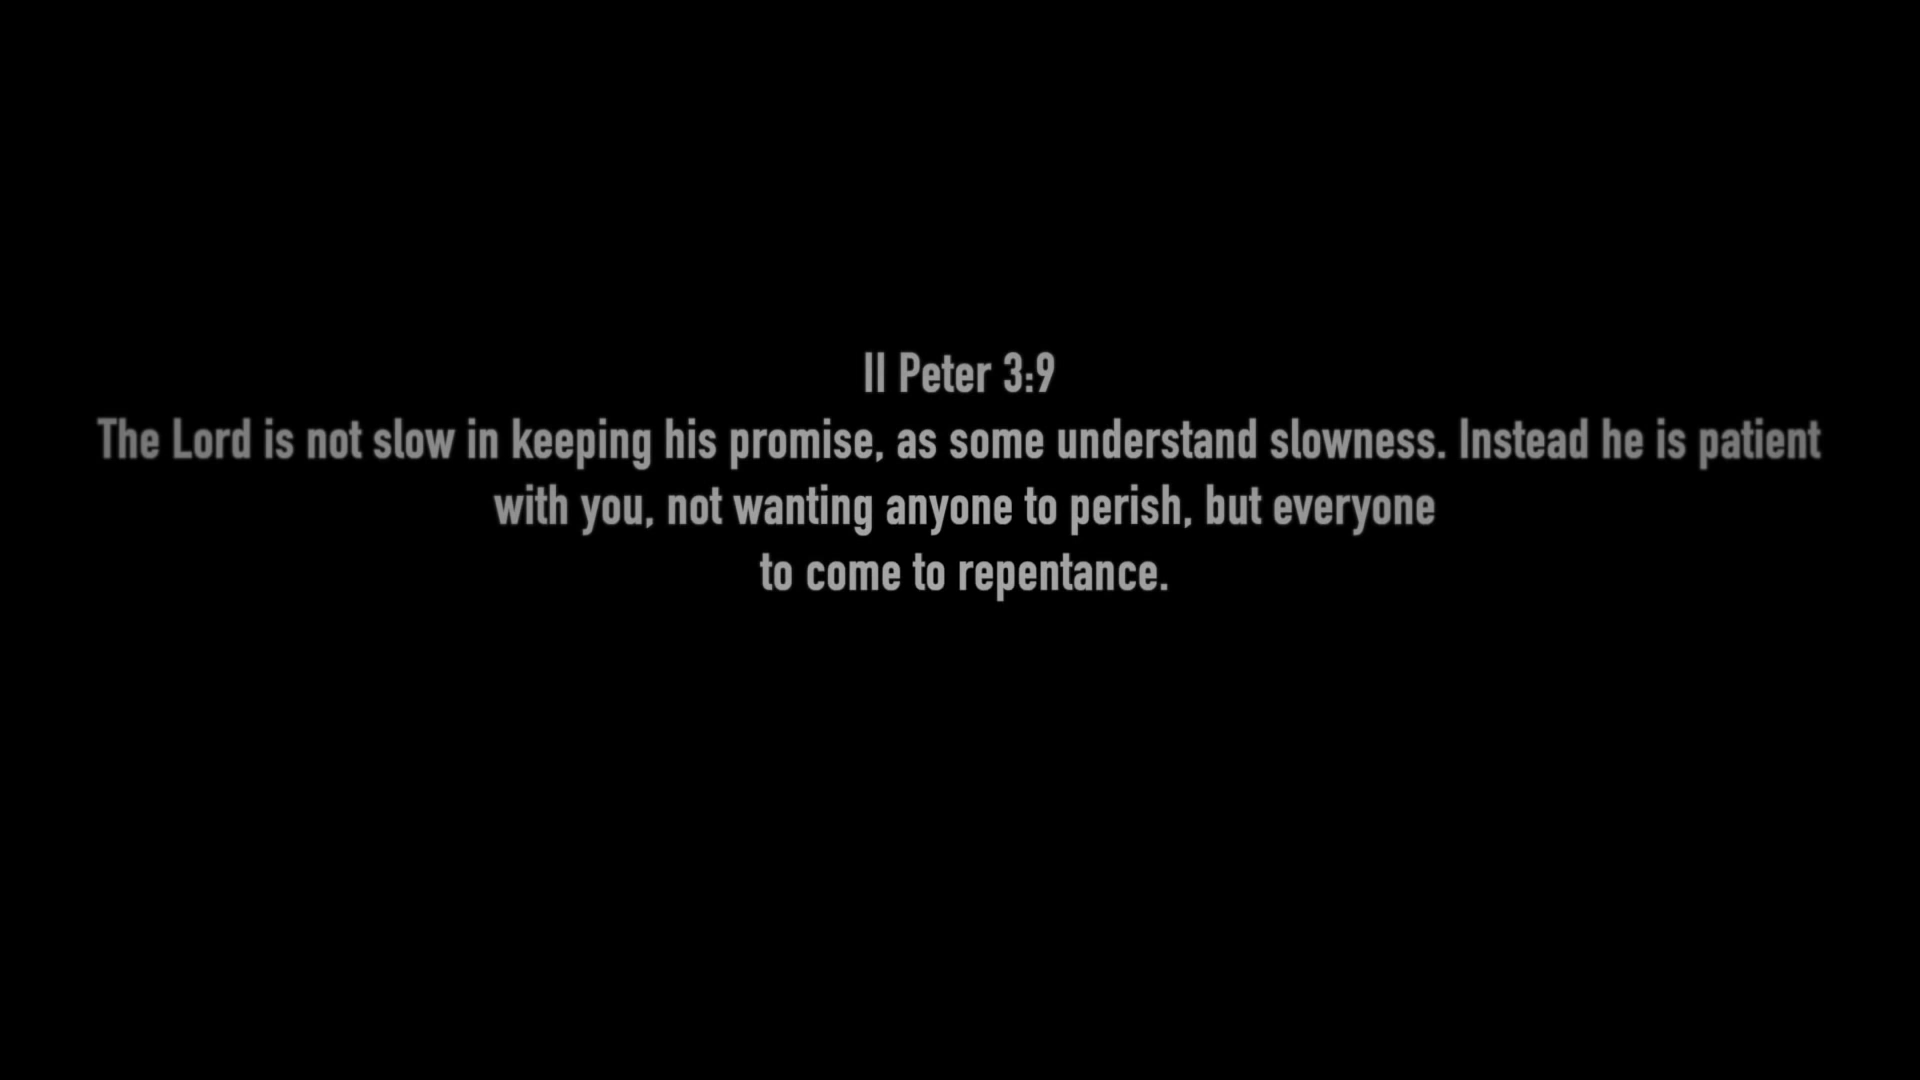 II Peter 3:9
The Lord is not slow in keeping his promise, as some understand slowness. Instead he is patient
with you, not wanting anyone to perish, but everyone
to come to repentance.